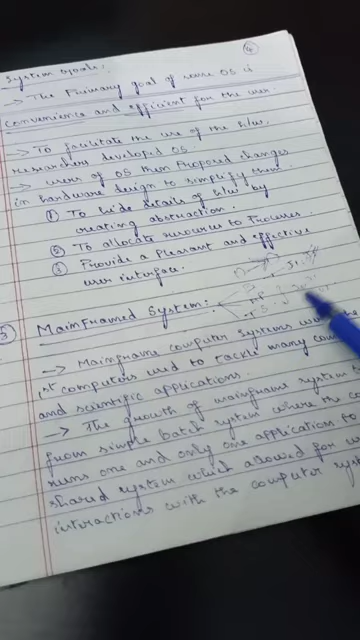 4
System Goals:
→ The Primary goal of some OS is
convenience and efficient for the user.
→ To facilitate the use of the h/w.
researchers developed OS
→ users of OS then Proposed changes
in hardware design to simplify them.
① To hide details of h/w by
creating abstraction.
② To allocate resources to Processes.
③ Provide a Pleasant and effective
user interface.
5 Mainframed System:
→ Mainframe computer systems were the
1st computers used to tackle many
and scientific applications.
→ The growth of mainframe system
from simple batch system where the
runs one and only one application to
shared system which allowed for
interactions with the computer